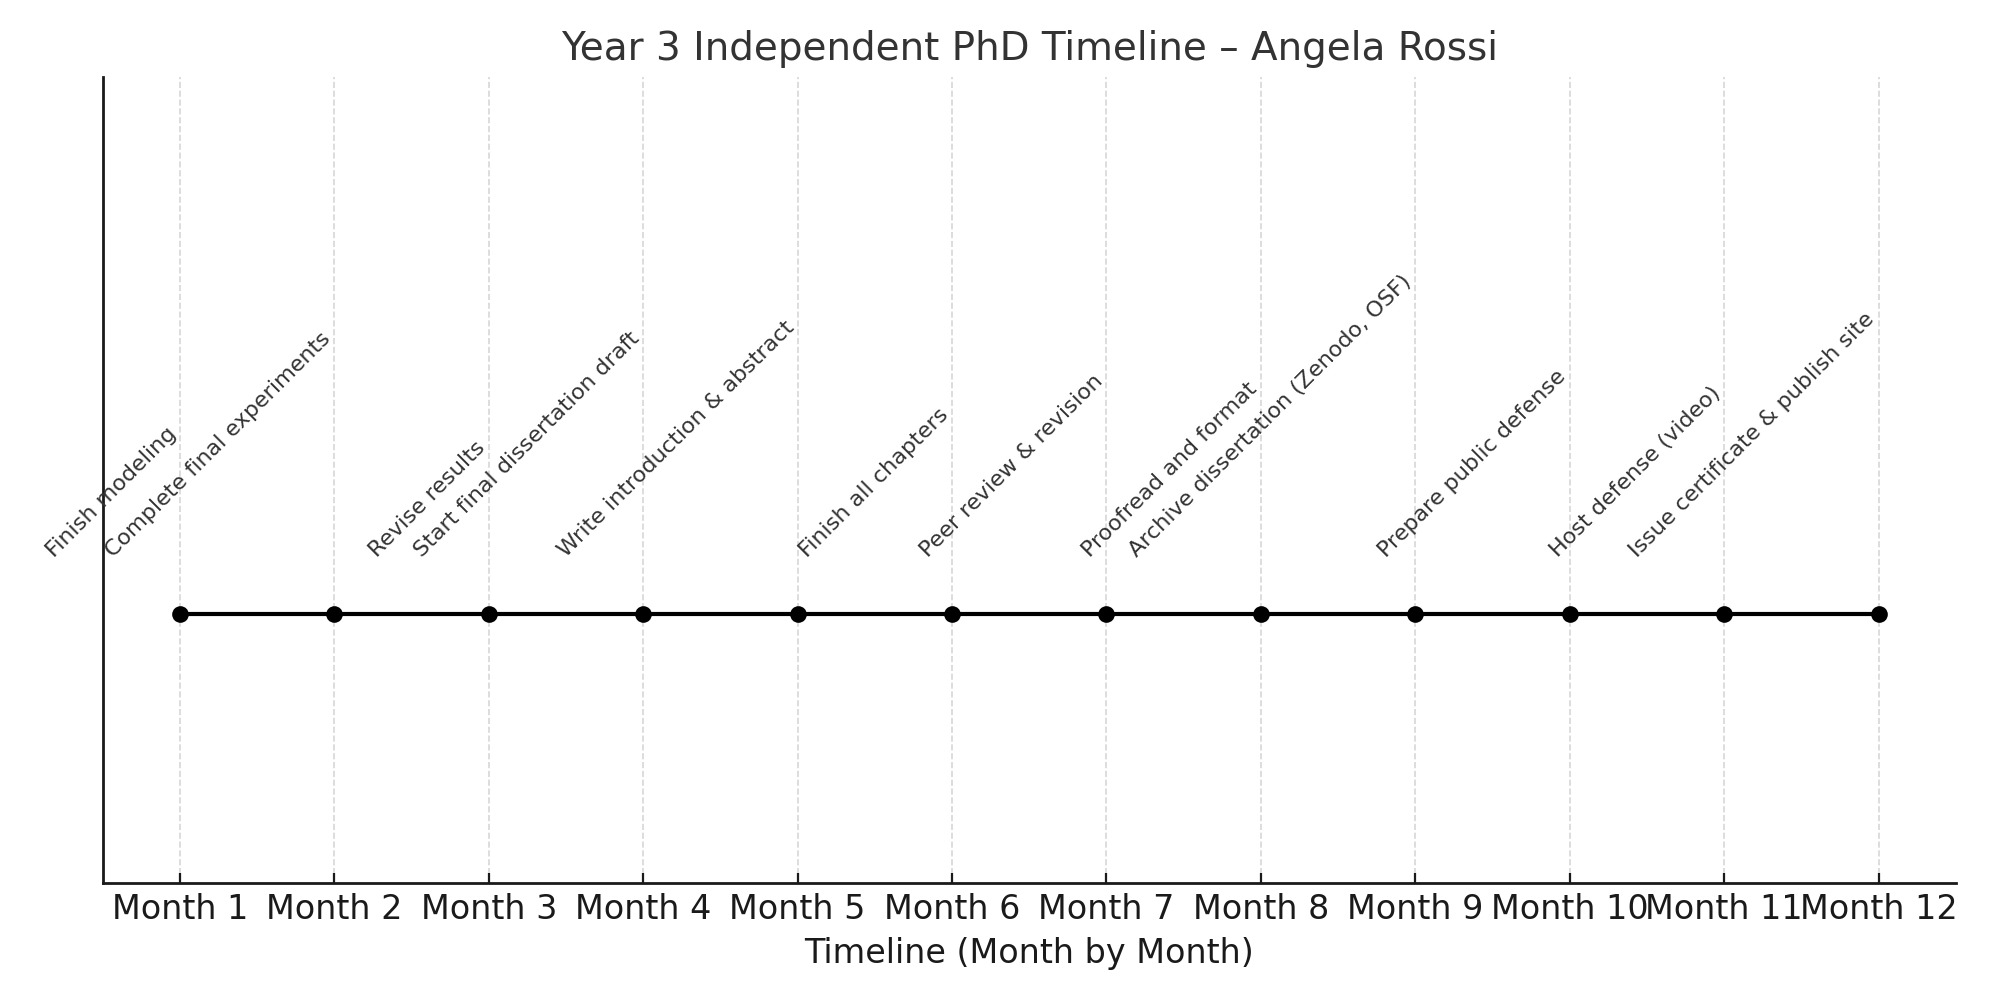 Year 3 Independent PhD Timeline – Angela Rossi
Finish modeling
Complete final experiments
Revise results
Start final dissertation draft
Write introduction & abstract
Finish all chapters
Peer review & revision
Proofread and format
Archive dissertation (Zenodo, OSF)
Prepare public defense
Host defense (video)
Issue certificate & publish site
Month 1 Month 2 Month 3 Month 4 Month 5 Month 6 Month 7 Month 8 Month 9 Month 10 Month 11 Month 12
Timeline (Month by Month)